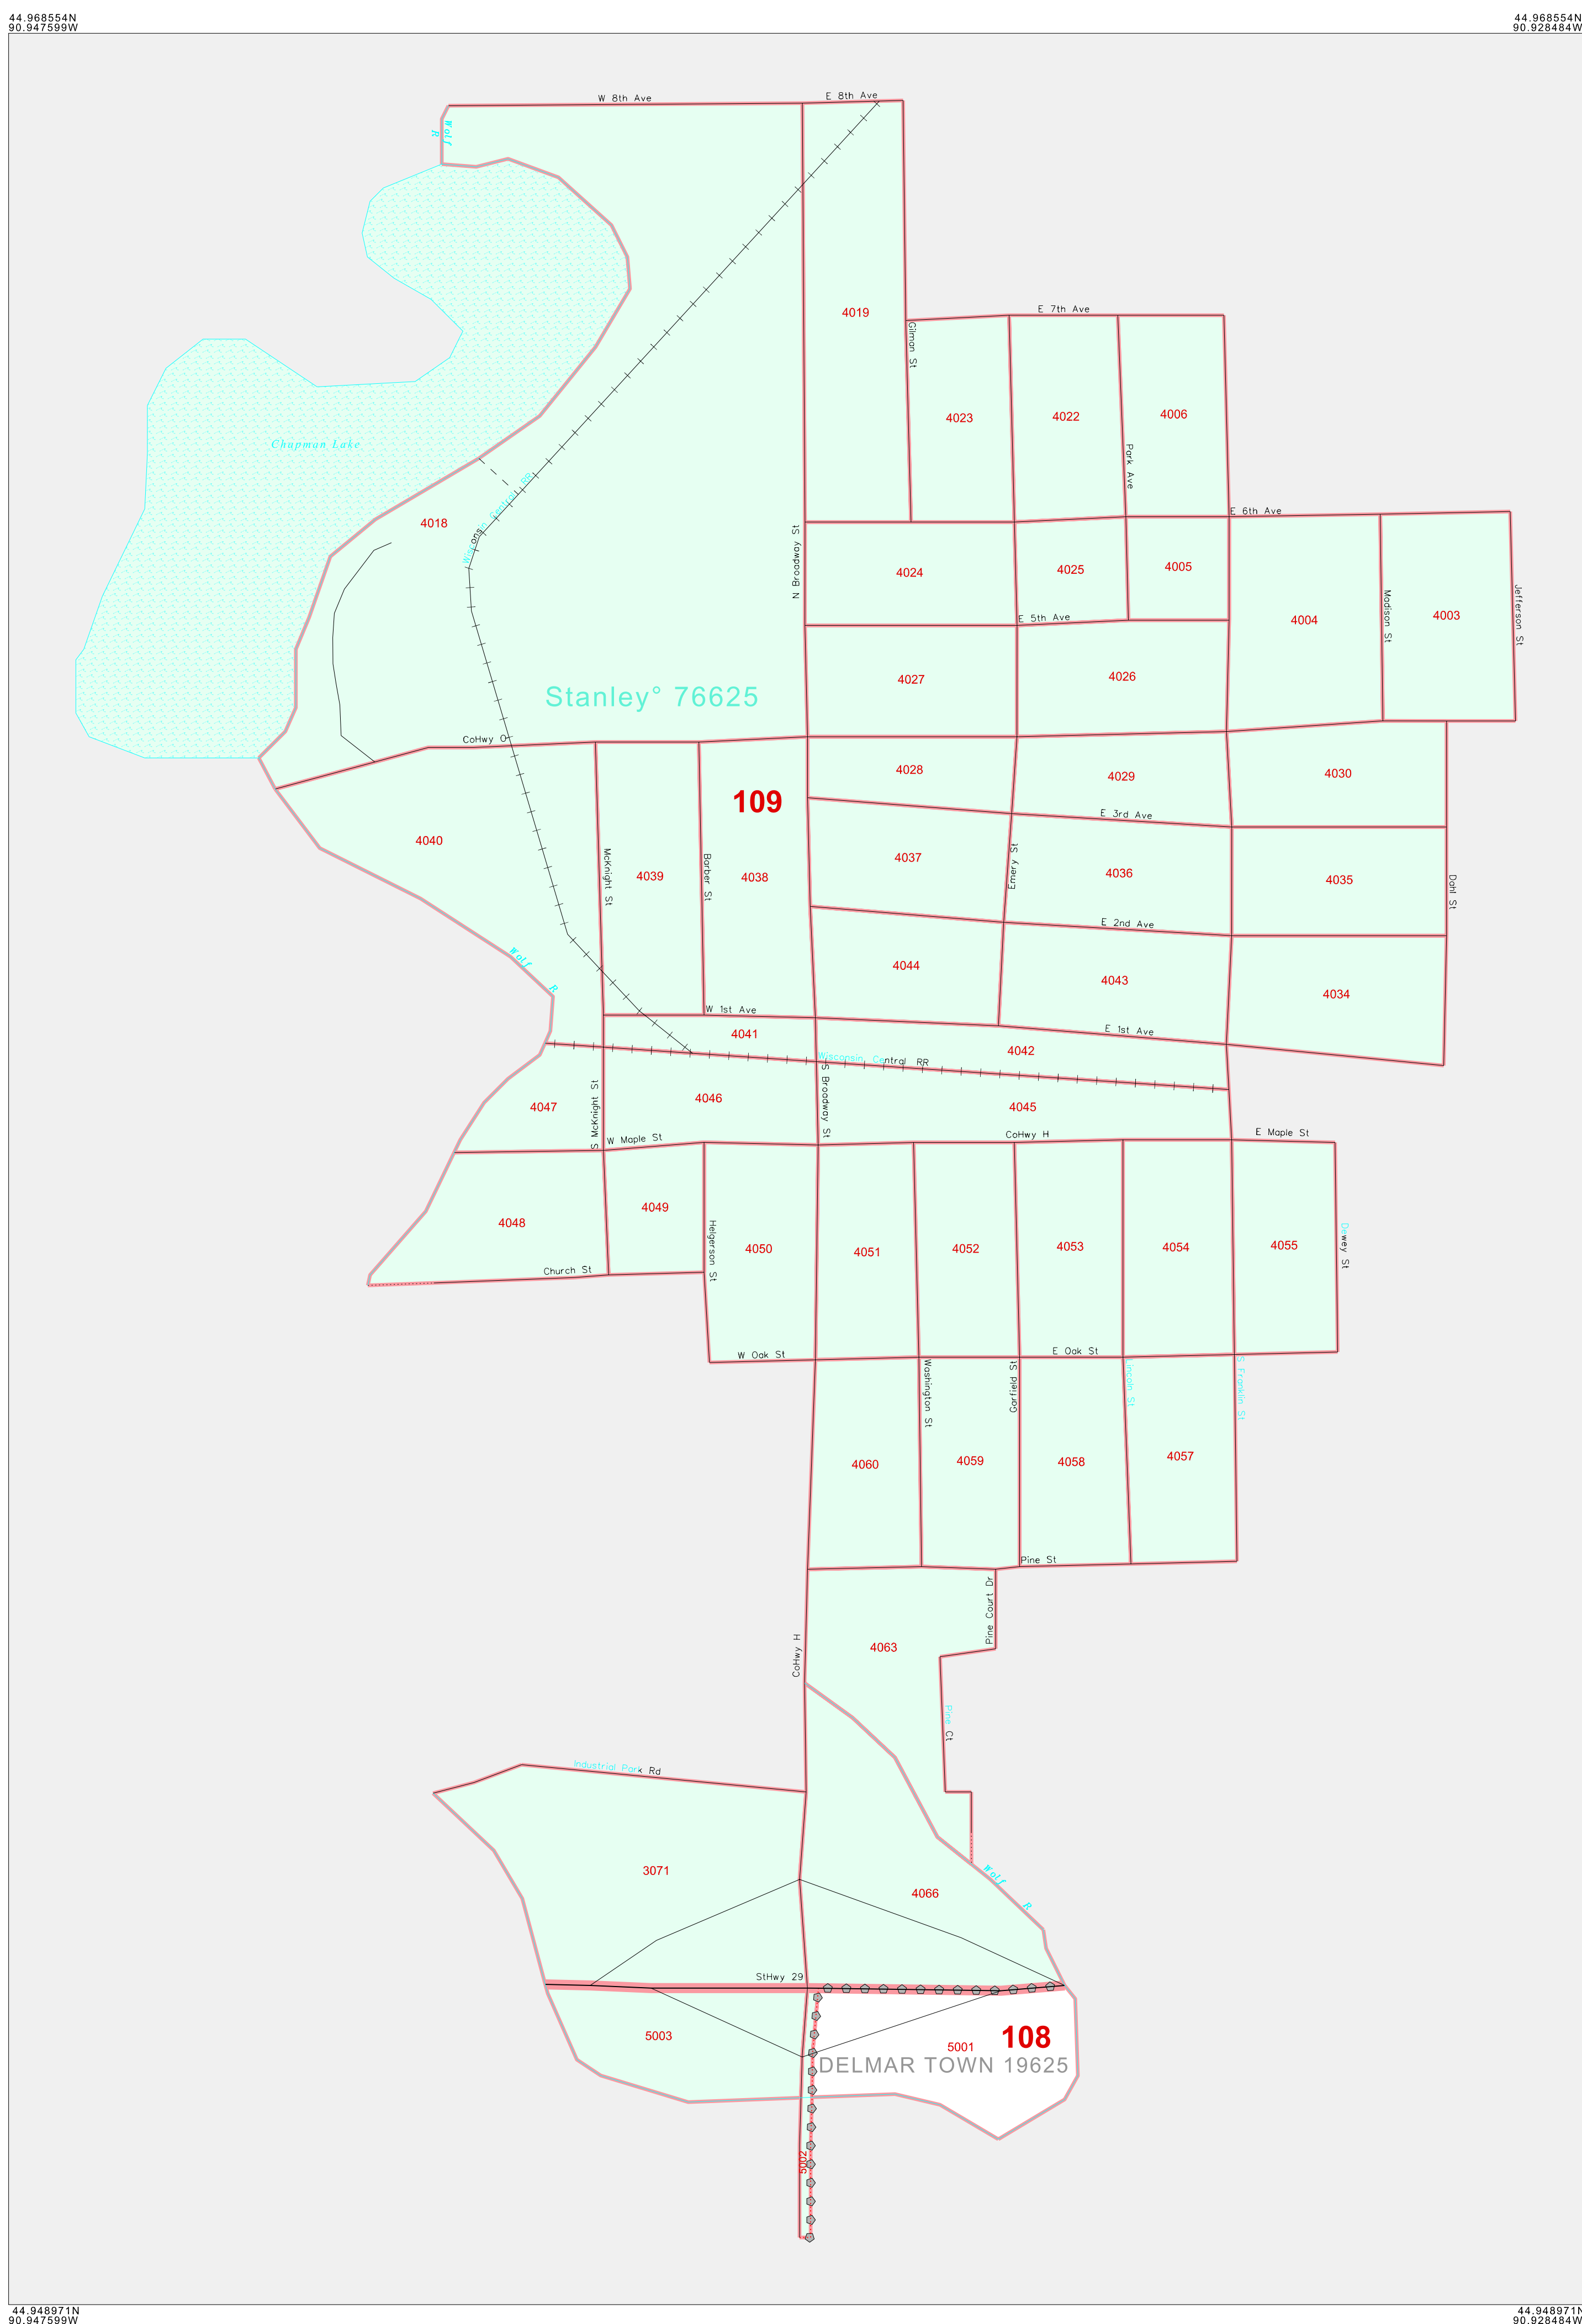 44.968554N
90.947599W
44.968554N
90.928484W
W 8th Ave
E 8th Ave
Wolf
R
4019
E 7th Ave
Gilman St
4023
4022
4006
Park Ave
Chapman Lake
Wisconsin Central RR
4018
E 6th Ave
N Broadway St
4024
4025
4005
4004
Madison St
4003
Jefferson St
E 5th Ave
4027
4026
Stanley° 76625
CoHwy O
109
4028
4029
4030
E 3rd Ave
4040
McKnight St
4039
Barber St
4038
4037
Emery St
4036
4035
Dahl St
E 2nd Ave
Wolf
R
4044
4043
4034
W 1st Ave
4041
E 1st Ave
4042
Wisconsin Central RR
S Broadway St
4047
S McKnight St
4046
4045
W Maple St
CoHwy H
E Maple St
4048
4049
Helgerson St
4050
4051
4052
4053
4054
4055
Dewey St
Church St
W Oak St
E Oak St
Washington St
Garfield St
Lincoln St
S Franklin St
4060
4059
4058
4057
Pine St
Pine Court Dr
CoHwy H
4063
Pine Ct
Industrial Park Rd
3071
4066
Wolf
R
StHwy 29
5003
5001
108
DELMAR TOWN 19625
5002
44.948971N
90.947599W
44.948971N
90.928484W